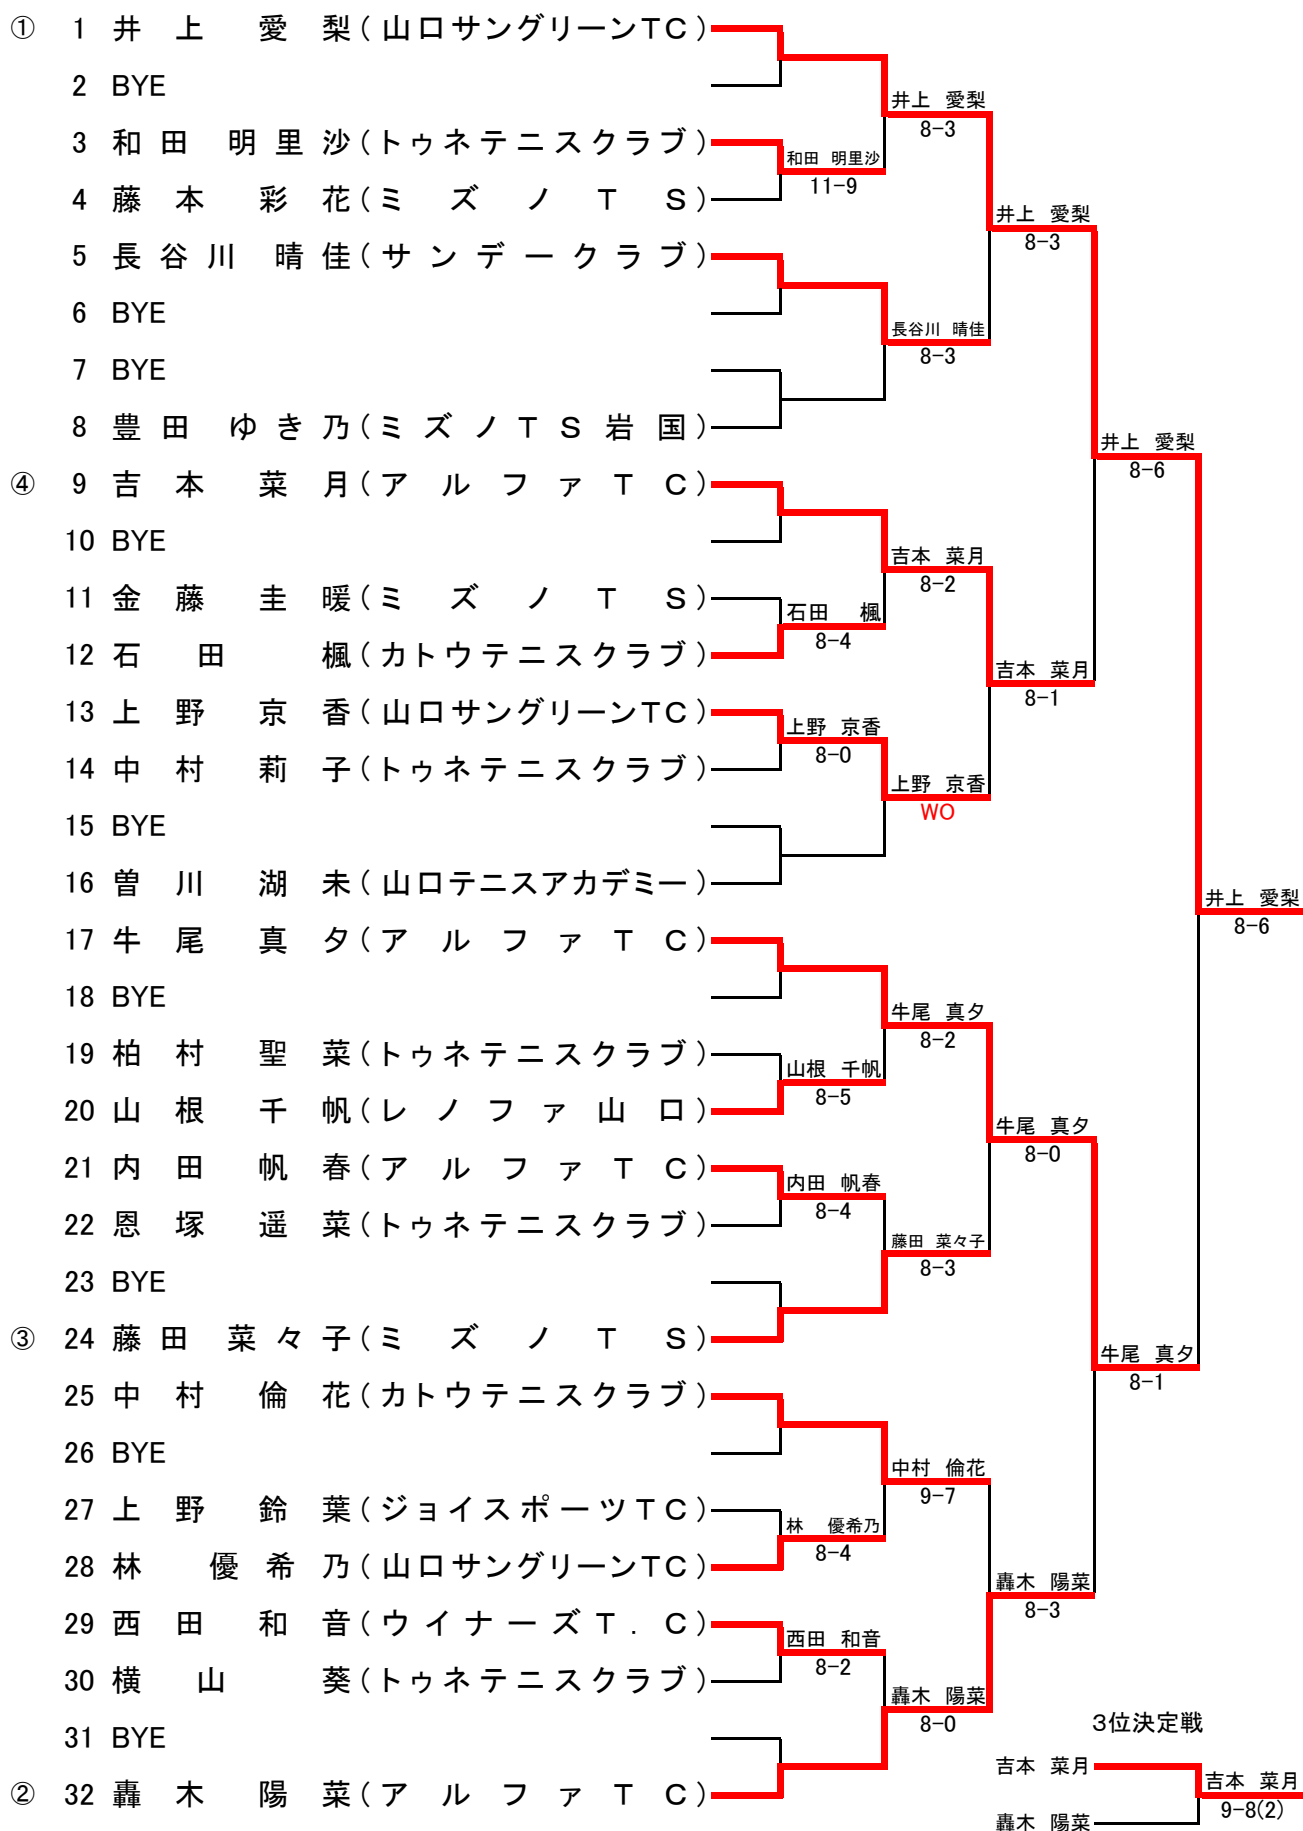 ① 1 井上 愛梨(山口サングリーンTC)
2 BYE
井上 愛梨
8-3
3 和田 明里沙(トゥネテニスクラブ)
和田 明里沙
11-9
4 藤本 彩花(ミズノTS)
井上 愛梨
8-3
5 長谷川 晴佳(サンデークラブ)
6 BYE
長谷川 晴佳
8-3
7 BYE
8 豊田 ゆき乃(ミズノTS岩国)
井上 愛梨
8-6
④ 9 吉本 菜月(アルファTC)
10 BYE
吉本 菜月
8-2
11 金藤 圭暖(ミズノTS)
石田 楓
8-4
12 石田 楓(カトウテニスクラブ)
吉本 菜月
8-1
13 上野 京香(山口サングリーンTC)
上野 京香
8-0
14 中村 莉子(トゥネテニスクラブ)
上野 京香
WO
15 BYE
16 曽川 湖未(山口テニスアカデミー)
井上 愛梨
8-6
17 牛尾 真夕(アルファTC)
18 BYE
牛尾 真夕
8-2
19 柏村 聖菜(トゥネテニスクラブ)
山根 千帆
8-5
20 山根 千帆(レノファ山口)
牛尾 真夕
8-0
21 内田 帆春(アルファTC)
内田 帆春
8-4
22 恩塚 遥菜(トゥネテニスクラブ)
藤田 菜々子
8-3
23 BYE
③ 24 藤田 菜々子(ミズノTS)
牛尾 真夕
8-1
25 中村 倫花(カトウテニスクラブ)
26 BYE
中村 倫花
9-7
27 上野 鈴葉(ジョイスポーツTC)
林 優希乃
8-4
28 林 優希乃(山口サングリーンTC)
轟木 陽菜
8-3
29 西田 和音(ウイナーズT.C)
西田 和音
8-2
30 横山 葵(トゥネテニスクラブ)
轟木 陽菜
8-0
31 BYE
② 32 轟木 陽菜(アルファTC)
3位決定戦
吉本 菜月
吉本 菜月
9-8(2)
轟木 陽菜